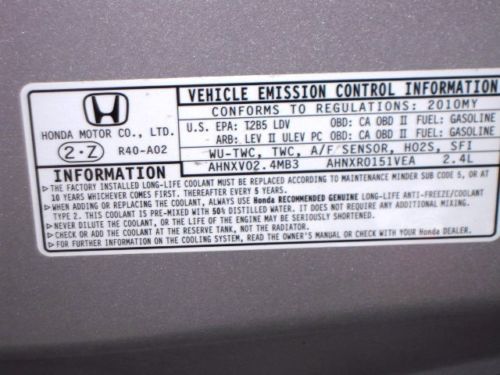 VEHICLE EMISSION CONTROL INFORMATION
CONFORMS TO REGULATIONS: 2010MY
HONDA MOTOR CO., LTD.
2・Z R40-A02
U.S. EPA: T2B5 LDV OBD: CA OBD II FUEL: GASOLINE
ARB: LEV II ULEV PC OBD: CA OBD II FUEL: GASOLINE
WU-TWC, TWC, A/F SENSOR, HO2S, SFI
AHNXV02.4MB3 AHNXR0151VEA 2.4L
INFORMATION
▷THE FACTORY INSTALLED LONG-LIFE COOLANT MUST BE REPLACED ACCORDING TO MAINTENANCE MINDER SUB CODE 5, OR AT
10 YEARS WHICHEVER COMES FIRST. THEREAFTER EVERY 5 YEARS.
▷WHEN ADDING OR REPLACING THE COOLANT, ALWAYS USE Honda RECOMMENDED GENUINE LONG-LIFE ANTI-FREEZE/COOLANT
TYPE 2. THIS COOLANT IS PRE-MIXED WITH 50% DISTILLED WATER. IT DOES NOT REQUIRE ANY ADDITIONAL MIXING.
▷NEVER DILUTE THE COOLANT, OR THE LIFE OF THE ENGINE MAY BE SERIOUSLY SHORTENED.
▷CHECK OR ADD THE COOLANT AT THE RESERVE TANK, NOT THE RADIATOR.
▷FOR FURTHER INFORMATION ON THE COOLING SYSTEM, READ THE OWNER'S MANUAL OR CHECK WITH YOUR Honda DEALER.